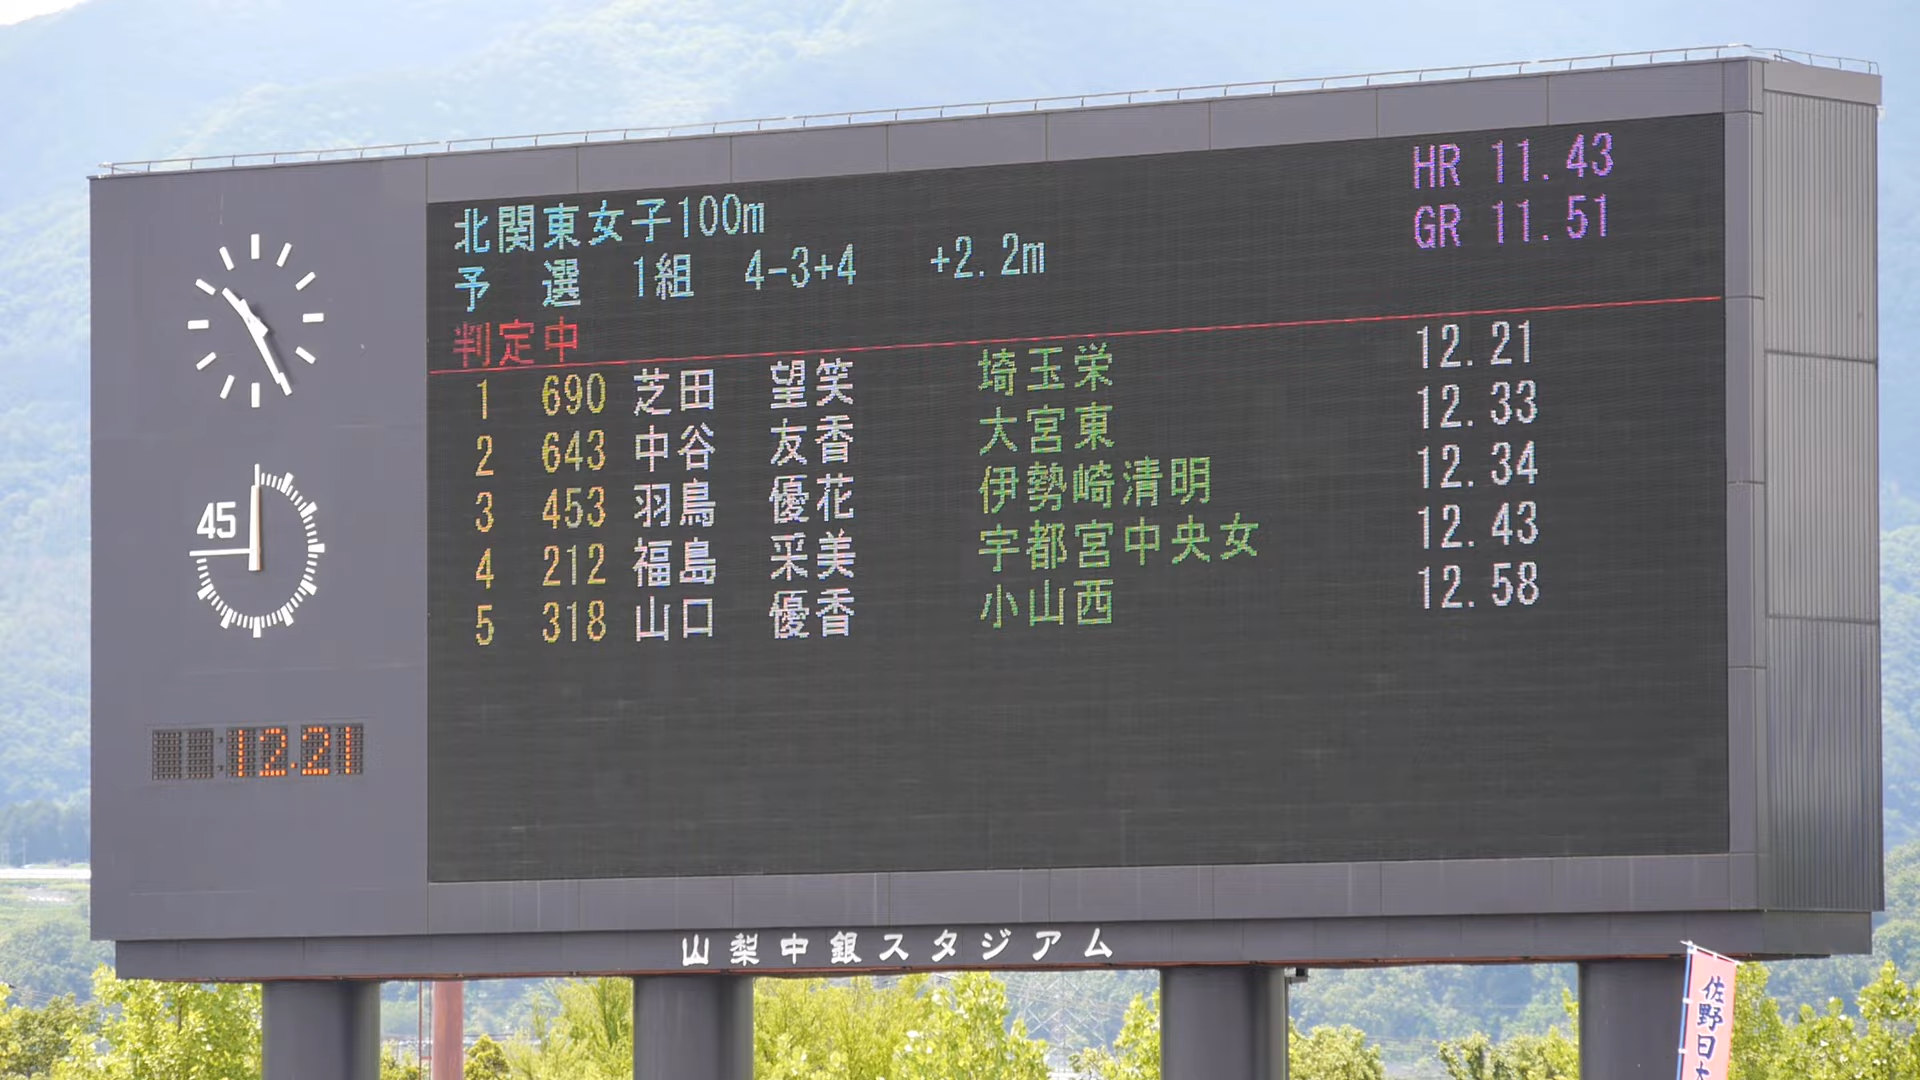 HR 11.43
GR 11.51
北関東女子100m
予 選 1組 4-3+4 +2.2m
判定中
1 690 芝田 望笑 埼玉栄 12.21
2 643 中谷 友香 大宮東 12.33
3 453 羽鳥 優花 伊勢崎清明 12.34
4 212 福島 采美 宇都宮中央女 12.43
5 318 山口 優香 小山西 12.58
45
:12.21
山梨中銀スタジアム
佐野日大